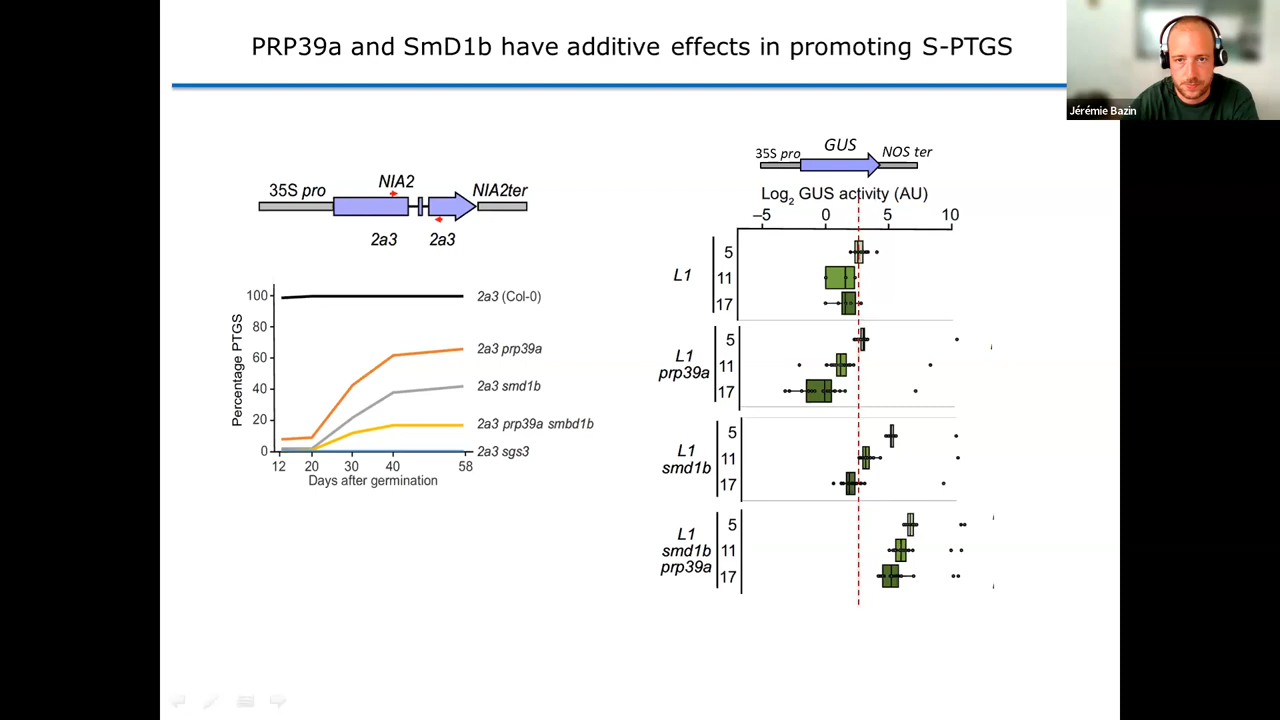 PRP39a and SmD1b have additive effects in promoting S-PTGS
Jérémie Bazin
35S pro NIA2 NIA2ter
2a3 2a3
Percentage PTGS
100
80
60
40
20
0
12 20 30 40 58
Days after germination
2a3 (Col-0)
2a3 prp39a
2a3 smd1b
2a3 prp39a smbd1b
2a3 sgs3
35S pro GUS NOS ter
Log2 GUS activity (AU)
–5 0 5 10
L1
5
11
17
L1
prp39a
5
11
17
L1
smd1b
5
11
17
L1
smd1b
prp39a
5
11
17